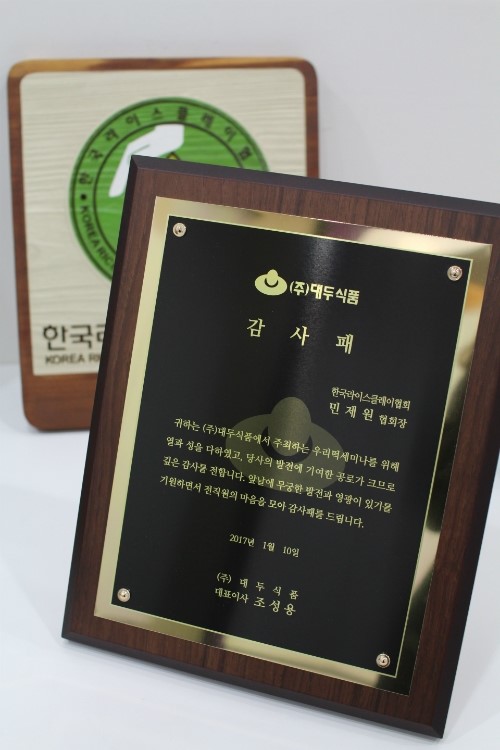 한국라이스클레이협
KOREA RIC
한국라
KOREA RI
(주)대두식품
감 사 패
한국라이스클레이협회
민 제 원 협회장
귀하는 (주)대두식품에서 주최하는 우리떡세미나를 위해
열과 성을 다하였고, 당사의 발전에 기여한 공로가 크므로
깊은 감사를 전합니다. 앞날에 무궁한 발전과 영광이 있기를
기원하면서 전직원의 마음을 모아 감사패를 드립니다.
2017년 1월 10일
(주) 대 두 식 품
대표이사 조 성 용